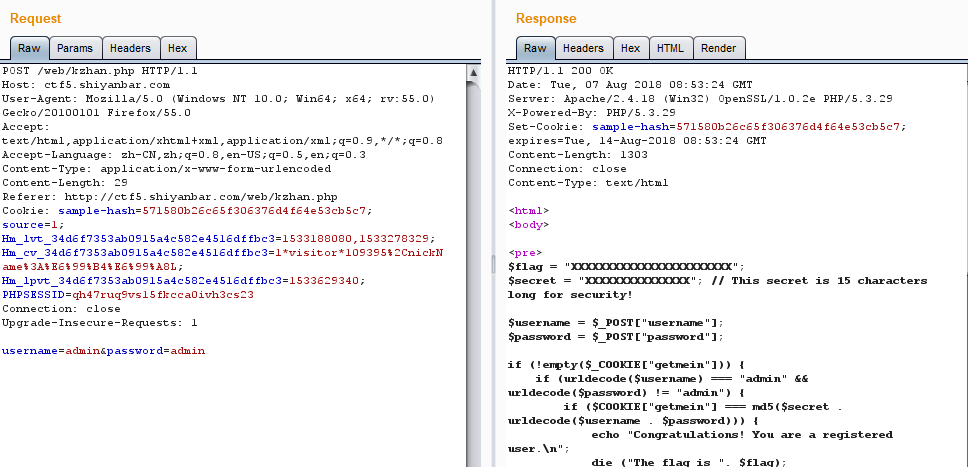 Request
Raw Params Headers Hex
POST /web/kzhan.php HTTP/1.1
Host: ctf5.shiyanbar.com
User-Agent: Mozilla/5.0 (Windows NT 10.0; Win64; x64; rv:55.0)
Gecko/20100101 Firefox/55.0
Accept:
text/html,application/xhtml+xml,application/xml;q=0.9,*/*;q=0.8
Accept-Language: zh-CN,zh;q=0.8,en-US;q=0.5,en;q=0.3
Content-Type: application/x-www-form-urlencoded
Content-Length: 29
Referer: http://ctf5.shiyanbar.com/web/kzhan.php
Cookie: sample-hash=571580b26c65f306376d4f64e53cb5c7;
source=1;
Hm_lvt_34d6f7353ab0915a4c582e4516dffbc3=1533188080,1533278329;
Hm_cv_34d6f7353ab0915a4c582e4516dffbc3=1*visitor*109395%2CnickN
ame%3A%E6%99%B4%E6%99%A8L;
Hm_lpvt_34d6f7353ab0915a4c582e4516dffbc3=1533629340;
PHPSESSID=qh47ruq9vsl5fkcca0ivh3cs23
Connection: close
Upgrade-Insecure-Requests: 1
username=admin&password=admin
Response
Raw Headers Hex HTML Render
HTTP/1.1 200 OK
Date: Tue, 07 Aug 2018 08:53:24 GMT
Server: Apache/2.4.18 (Win32) OpenSSL/1.0.2e PHP/5.3.29
X-Powered-By: PHP/5.3.29
Set-Cookie: sample-hash=571580b26c65f306376d4f64e53cb5c7;
expires=Tue, 14-Aug-2018 08:53:24 GMT
Content-Length: 1303
Connection: close
Content-Type: text/html
<html>
<body>
<pre>
$flag = "XXXXXXXXXXXXXXXXXXXXXXX";
$secret = "XXXXXXXXXXXXXXX"; // This secret is 15 characters
long for security!
$username = $_POST["username"];
$password = $_POST["password"];
if (!empty($_COOKIE["getmein"])) {
if (urldecode($username) === "admin" &&
urldecode($password) != "admin") {
if ($COOKIE["getmein"] === md5($secret .
urldecode($username . $password))) {
echo "Congratulations! You are a registered
user.\n";
die ("The flag is ". $flag);